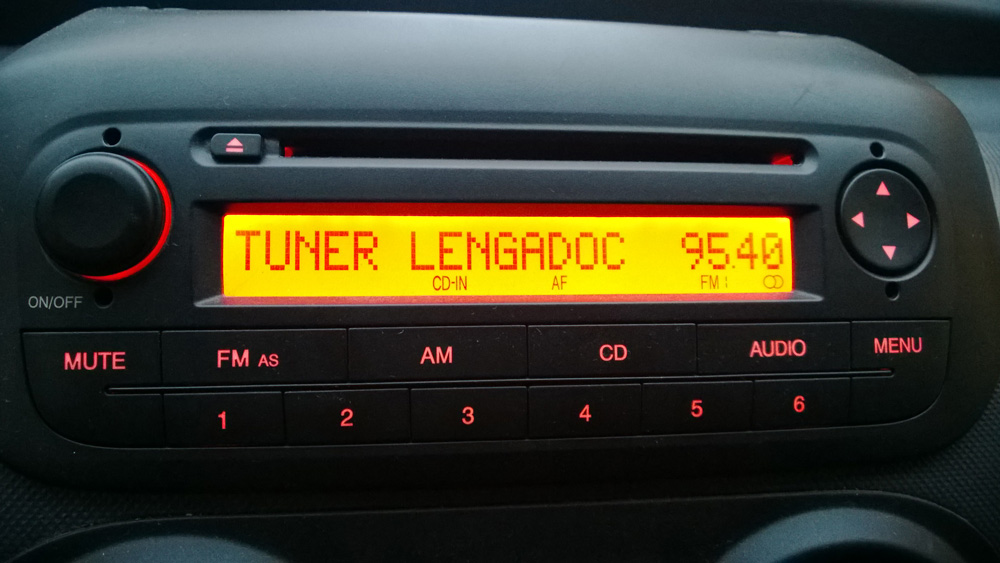 TUNER LENGADOC 95.40
CD-IN AF FM1
ON/OFF
MUTE FM AS AM CD AUDIO MENU
1 2 3 4 5 6